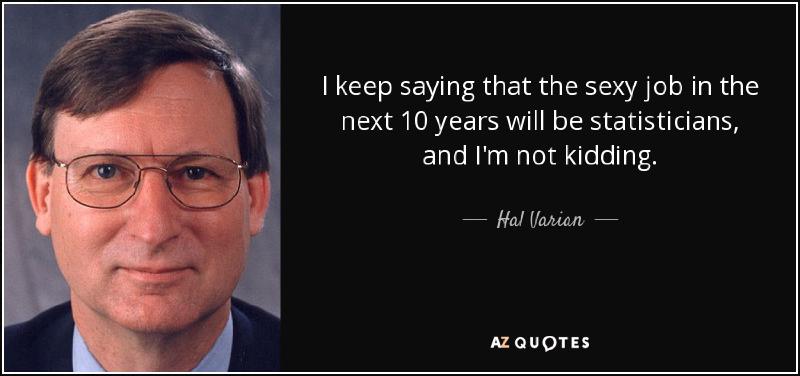 I keep saying that the sexy job in the
next 10 years will be statisticians,
and I'm not kidding.
Hal Varian
AZ QUOTES